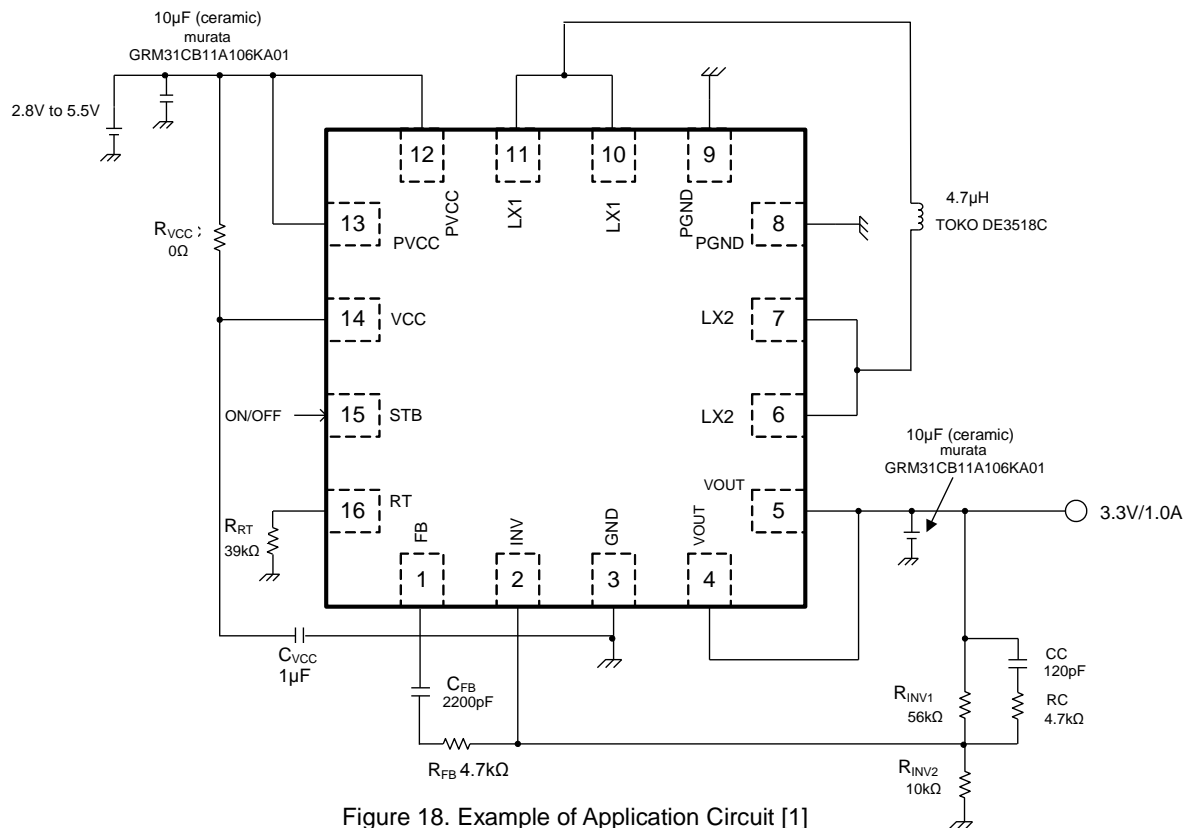 10µF (ceramic)
murata
GRM31CB11A106KA01
2.8V to 5.5V
12
11
10
9
PVCC
LX1
LX1
PGND
13
PVCC
8
PGND
4.7µH
TOKO DE3518C
RVCC
0Ω
14
VCC
LX2
7
ON/OFF
15
STB
LX2
6
10µF (ceramic)
murata
GRM31CB11A106KA01
16
RT
VOUT
5
3.3V/1.0A
RRT
39kΩ
FB
INV
GND
VOUT
1
2
3
4
CVCC
1µF
CFB
2200pF
CC
120pF
RINV1
56kΩ
RC
4.7kΩ
RFB 4.7kΩ
RINV2
10kΩ
Figure 18. Example of Application Circuit [1]